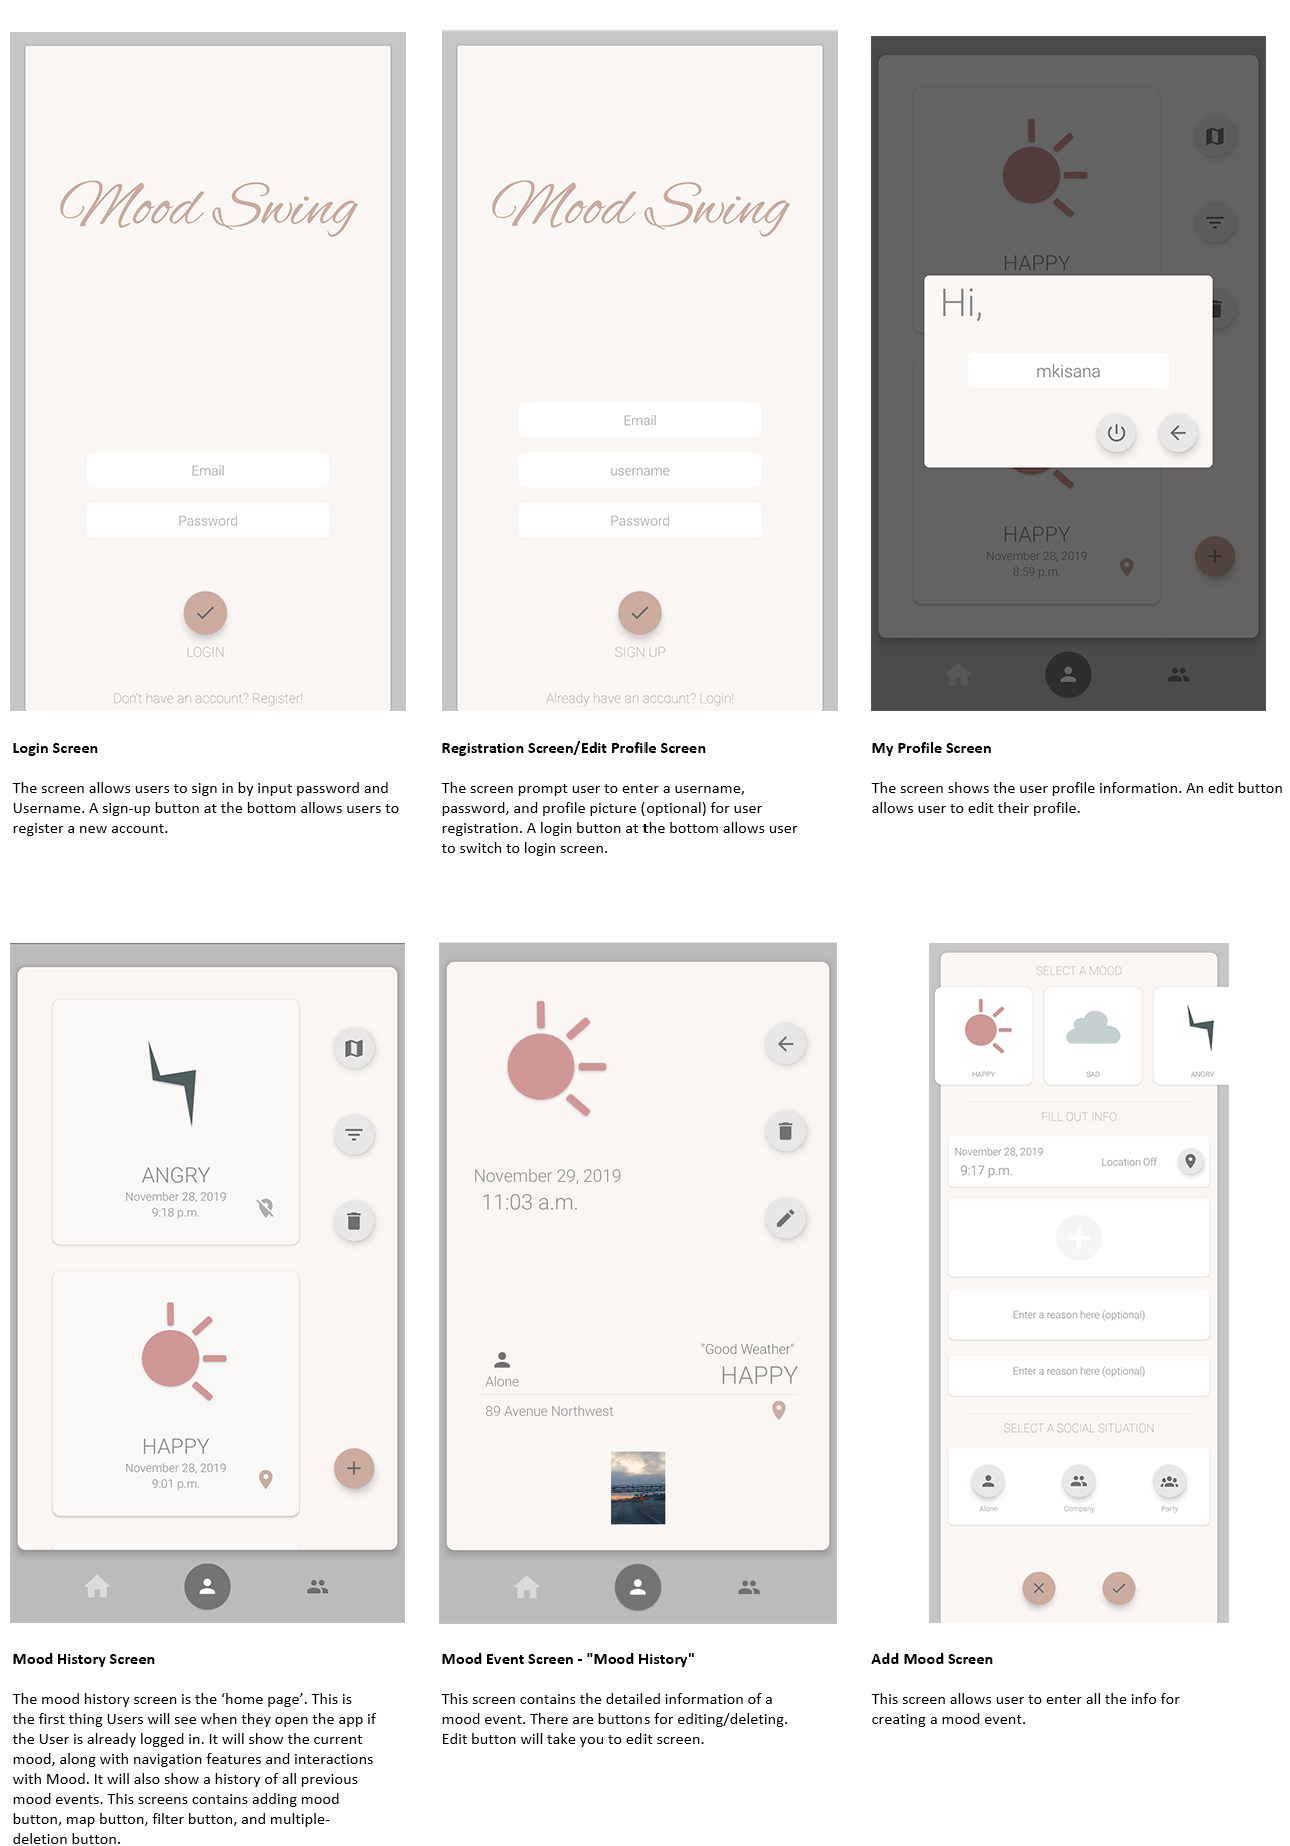 Mood Swing
Email
Password
LOGIN
Don't have an account? Register!
Login Screen
The screen allows users to sign in by input password and
Username. A sign-up button at the bottom allows users to
register a new account.
Mood Swing
Email
username
Password
SIGN UP
Already have an account? Login!
Registration Screen/Edit Profile Screen
The screen prompt user to enter a username,
password, and profile picture (optional) for user
registration. A login button at the bottom allows user
to switch to login screen.
HAPPY
Hi,
mkisana
HAPPY
November 28, 2019
8:59 p.m.
My Profile Screen
The screen shows the user profile information. An edit button
allows user to edit their profile.
ANGRY
November 28, 2019
9:18 p.m.
HAPPY
November 28, 2019
9:01 p.m.
Mood History Screen
The mood history screen is the ‘home page’. This is
the first thing Users will see when they open the app if
the User is already logged in. It will show the current
mood, along with navigation features and interactions
with Mood. It will also show a history of all previous
mood events. This screens contains adding mood
button, map button, filter button, and multiple-
deletion button.
November 29, 2019
11:03 a.m.
"Good Weather"
Alone HAPPY
89 Avenue Northwest
Mood Event Screen - "Mood History"
This screen contains the detailed information of a
mood event. There are buttons for editing/deleting.
Edit button will take you to edit screen.
SELECT A MOOD
HAPPY SAD ANGRY
FILL OUT INFO
November 28, 2019
9:17 p.m. Location Off
Enter a reason here (optional)
Enter a reason here (optional)
SELECT A SOCIAL SITUATION
Alone Company Party
Add Mood Screen
This screen allows user to enter all the info for
creating a mood event.